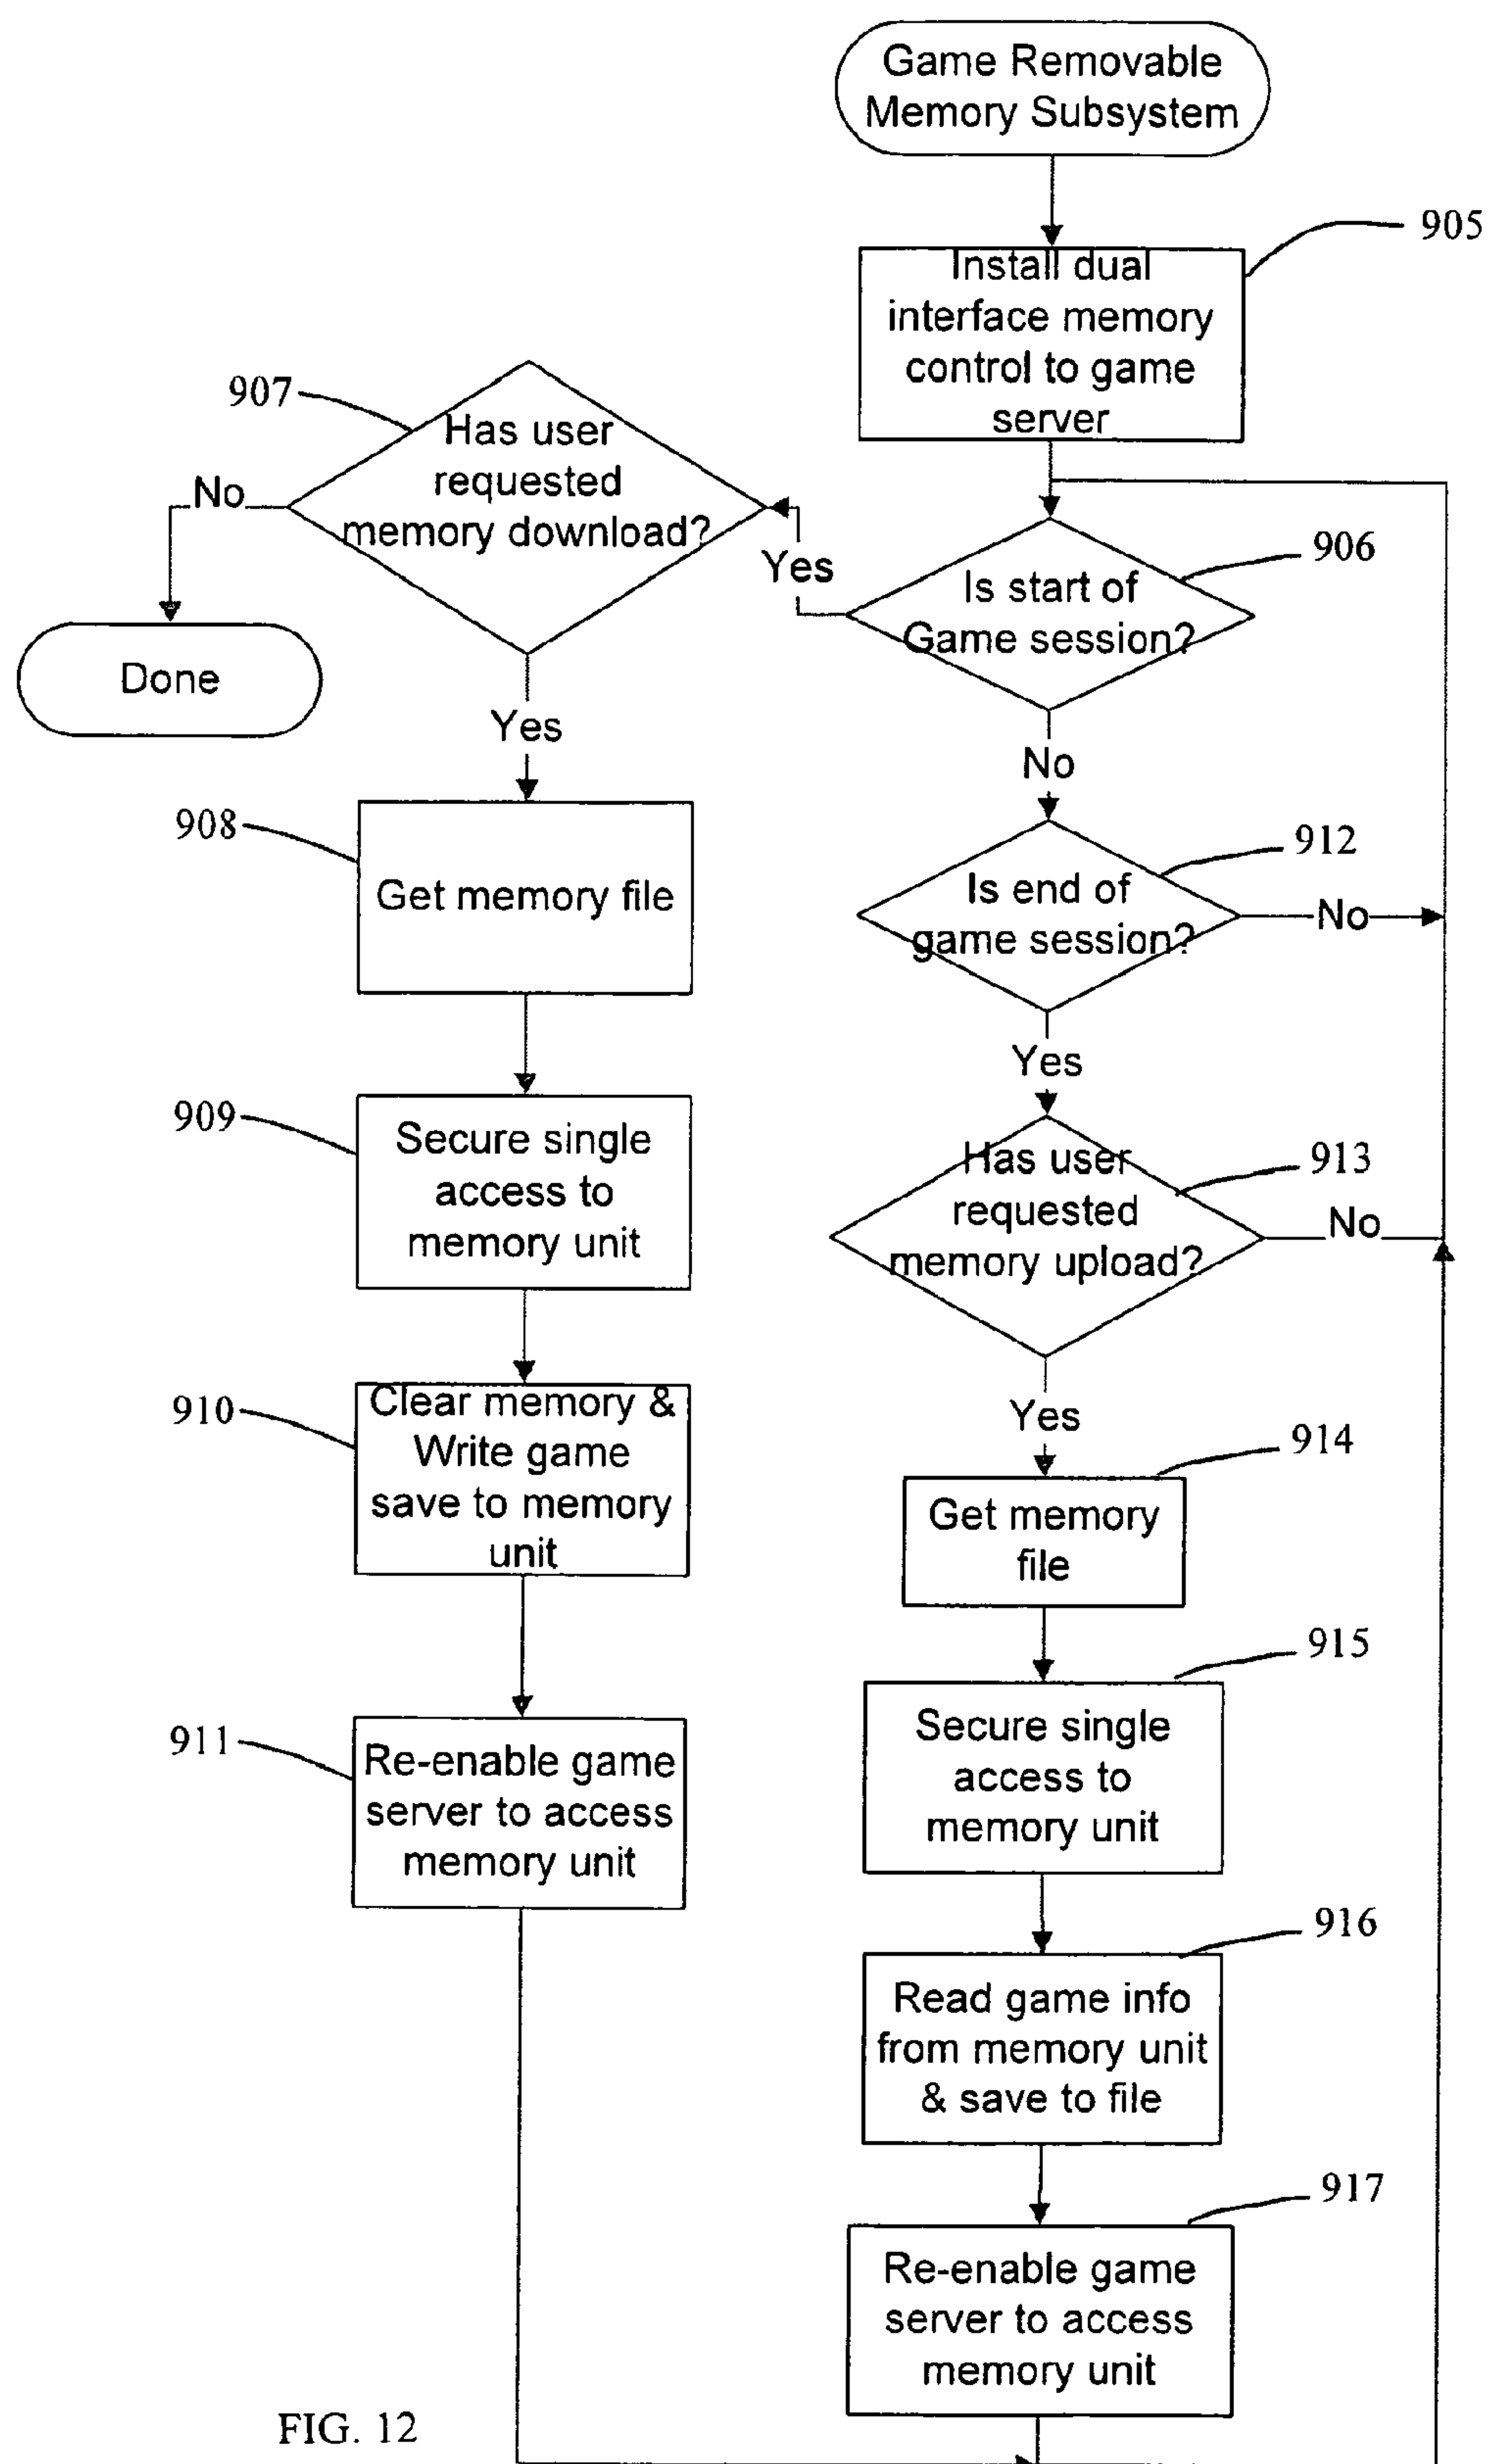 Game Removable
Memory Subsystem
905
Install dual
interface memory
control to game
server
907
Has user
requested
memory download?
No
Yes
906
Is start of
Game session?
Done
Yes
No
908
Get memory file
912
Is end of
game session?
No
Yes
909
Secure single
access to
memory unit
913
Has user
requested
memory upload?
No
Yes
910
Clear memory &
Write game
save to memory
unit
914
Get memory
file
915
Secure single
access to
memory unit
911
Re-enable game
server to access
memory unit
916
Read game info
from memory unit
& save to file
917
Re-enable game
server to access
memory unit
FIG. 12